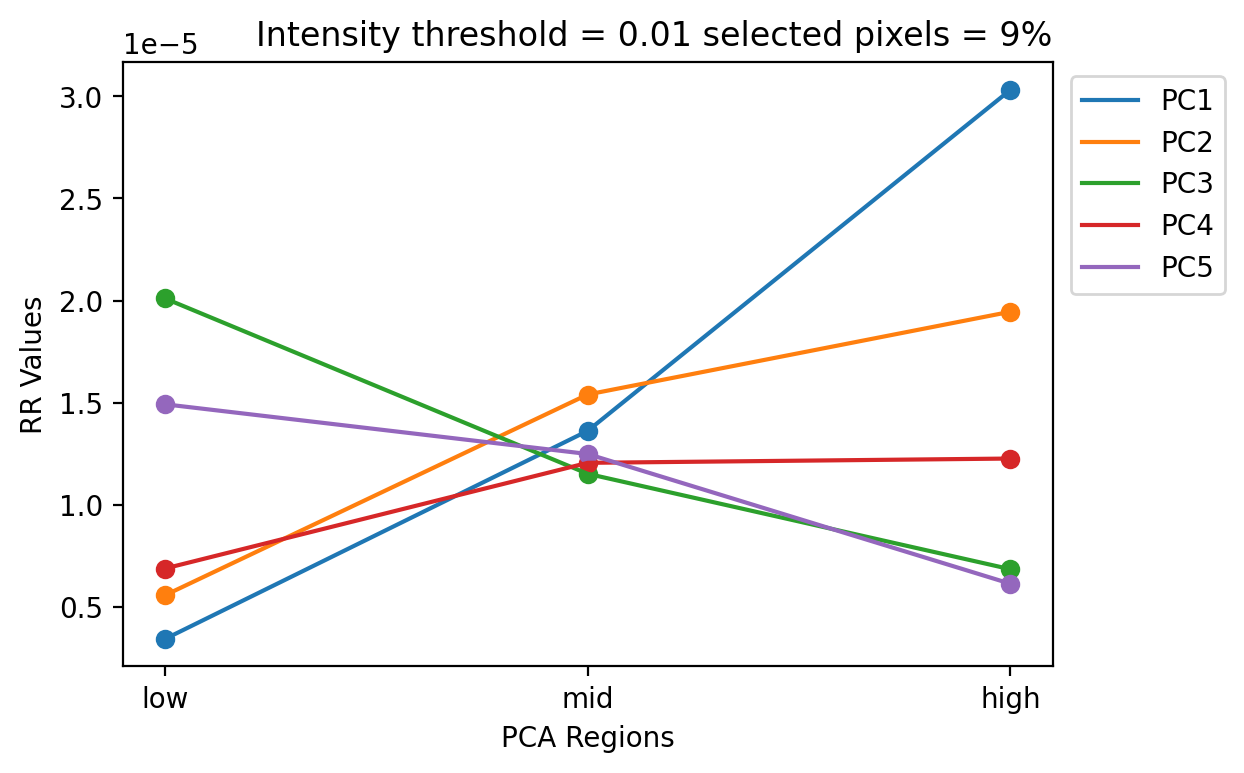 Intensity threshold = 0.01 selected pixels = 9%
1e−5
3.0
2.5
2.0
1.5
1.0
0.5
RR Values
low
mid
high
PCA Regions
PC1
PC2
PC3
PC4
PC5